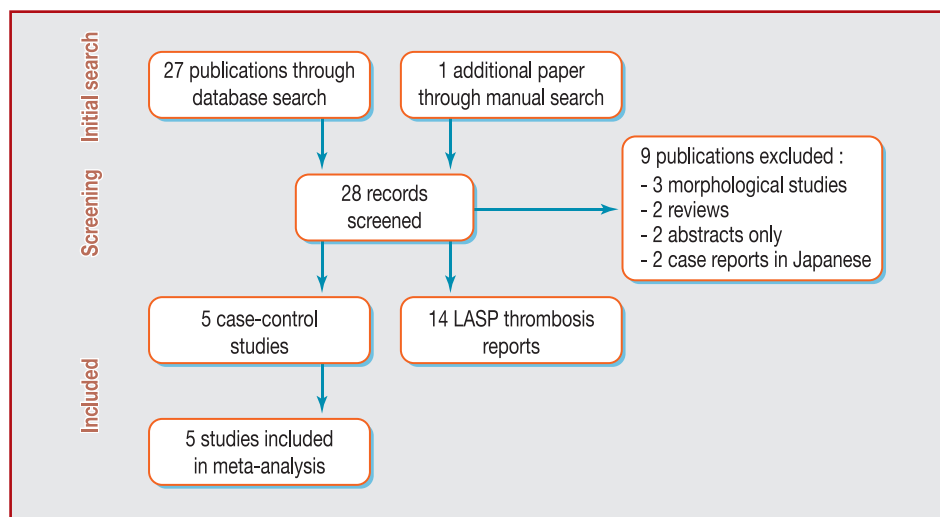 Initial search
27 publications through
database search
1 additional paper
through manual search
Screening
28 records
screened
9 publications excluded :
- 3 morphological studies
- 2 reviews
- 2 abstracts only
- 2 case reports in Japanese
5 case-control
studies
14 LASP thrombosis
reports
Included
5 studies included
in meta-analysis